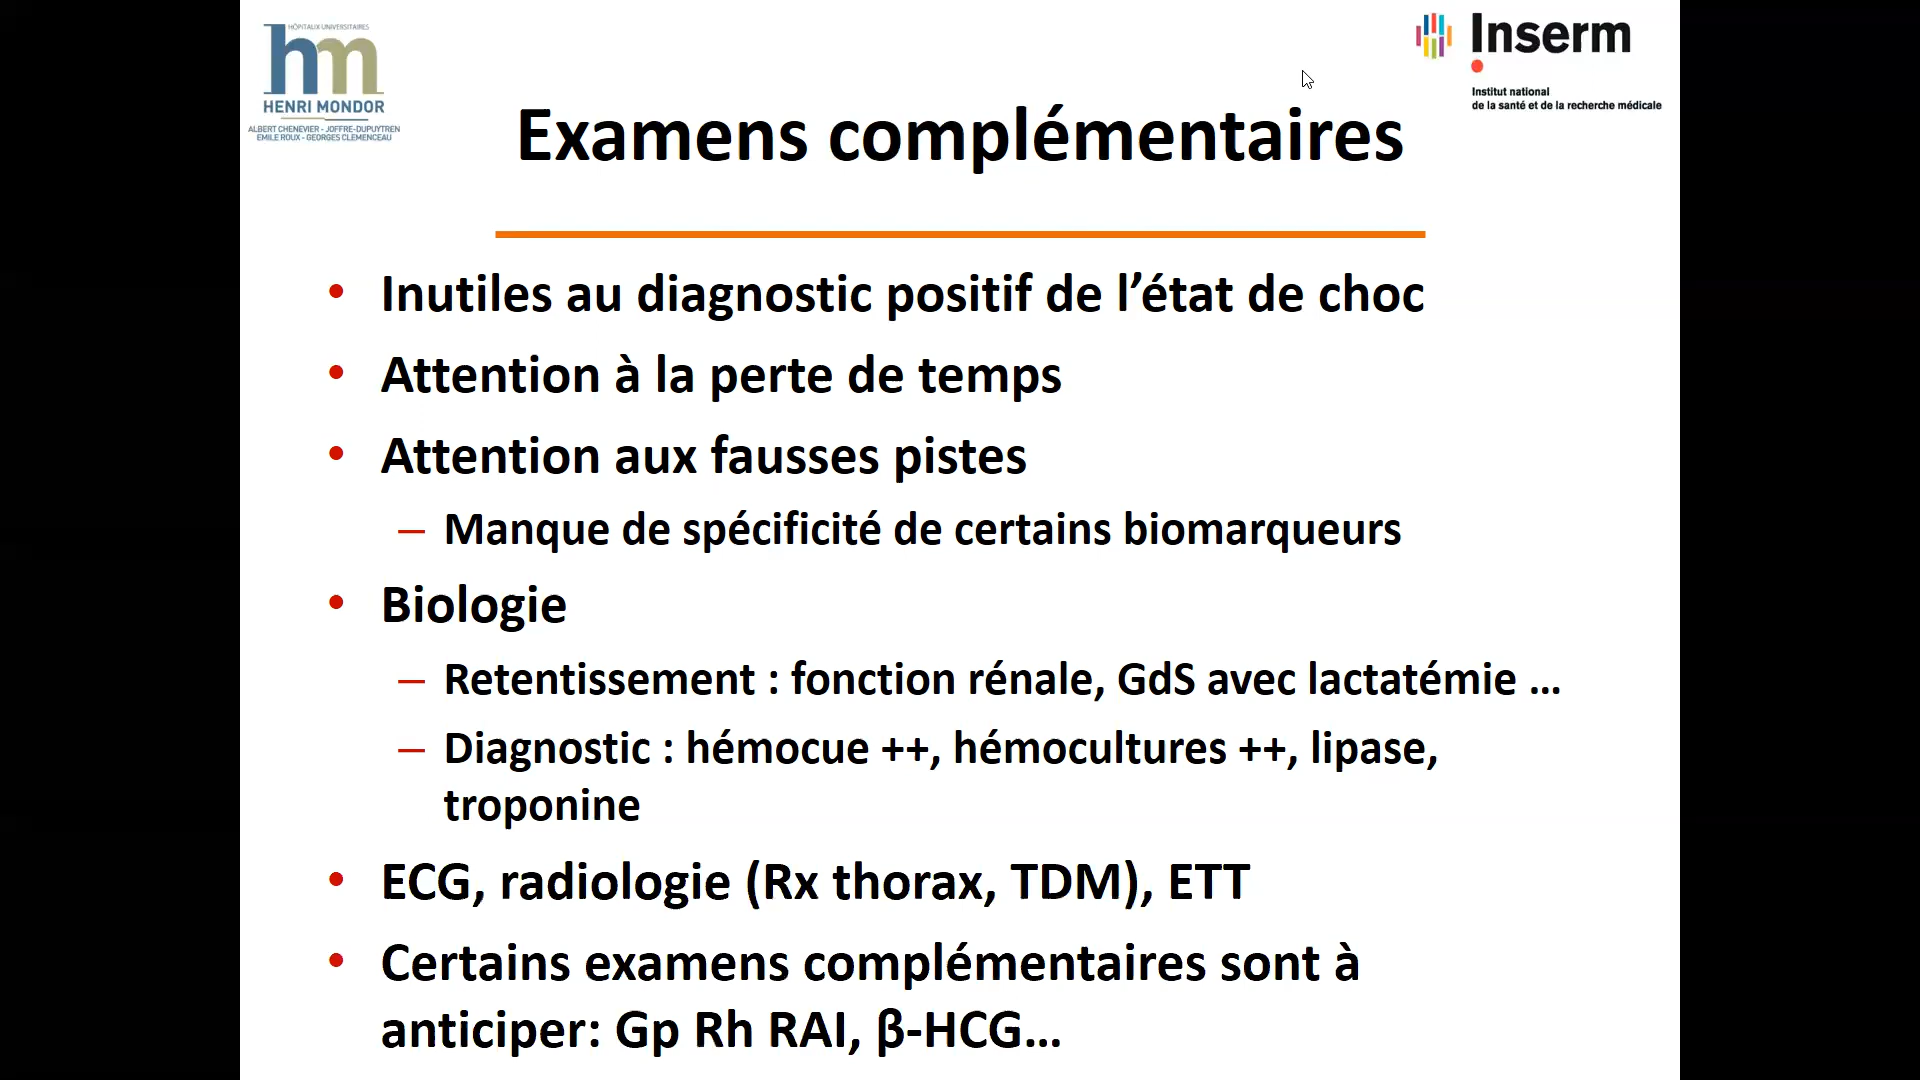 HÔPITAUX UNIVERSITAIRES
hm
HENRI MONDOR
ALBERT CHENEVIER - JOFFRE-DUPUYTREN
EMILE ROUX - GEORGES CLEMENCEAU
Inserm
Institut national
de la santé et de la recherche médicale
Examens complémentaires
• Inutiles au diagnostic positif de l’état de choc
• Attention à la perte de temps
• Attention aux fausses pistes
– Manque de spécificité de certains biomarqueurs
• Biologie
– Retentissement : fonction rénale, GdS avec lactatémie …
– Diagnostic : hémocue ++, hémocultures ++, lipase,
troponine
• ECG, radiologie (Rx thorax, TDM), ETT
• Certains examens complémentaires sont à
anticiper: Gp Rh RAI, β-HCG…